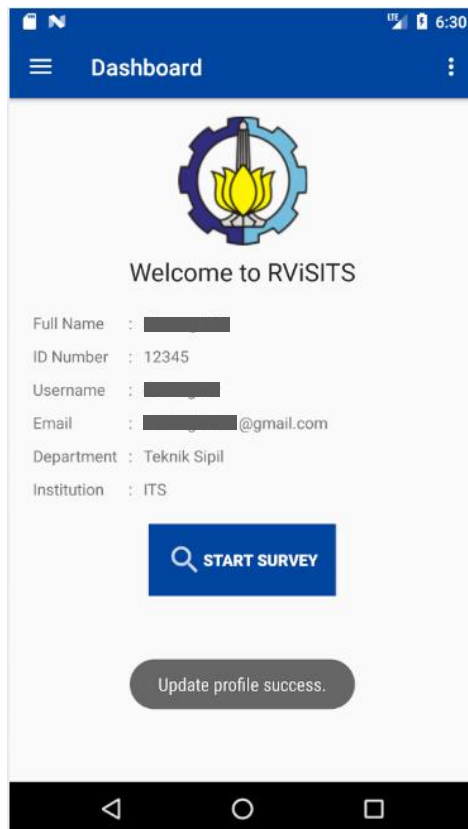 6:30
Dashboard
Welcome to RViSITS
Full Name :
ID Number : 12345
Username :
Email : @gmail.com
Department : Teknik Sipil
Institution : ITS
START SURVEY
Update profile success.